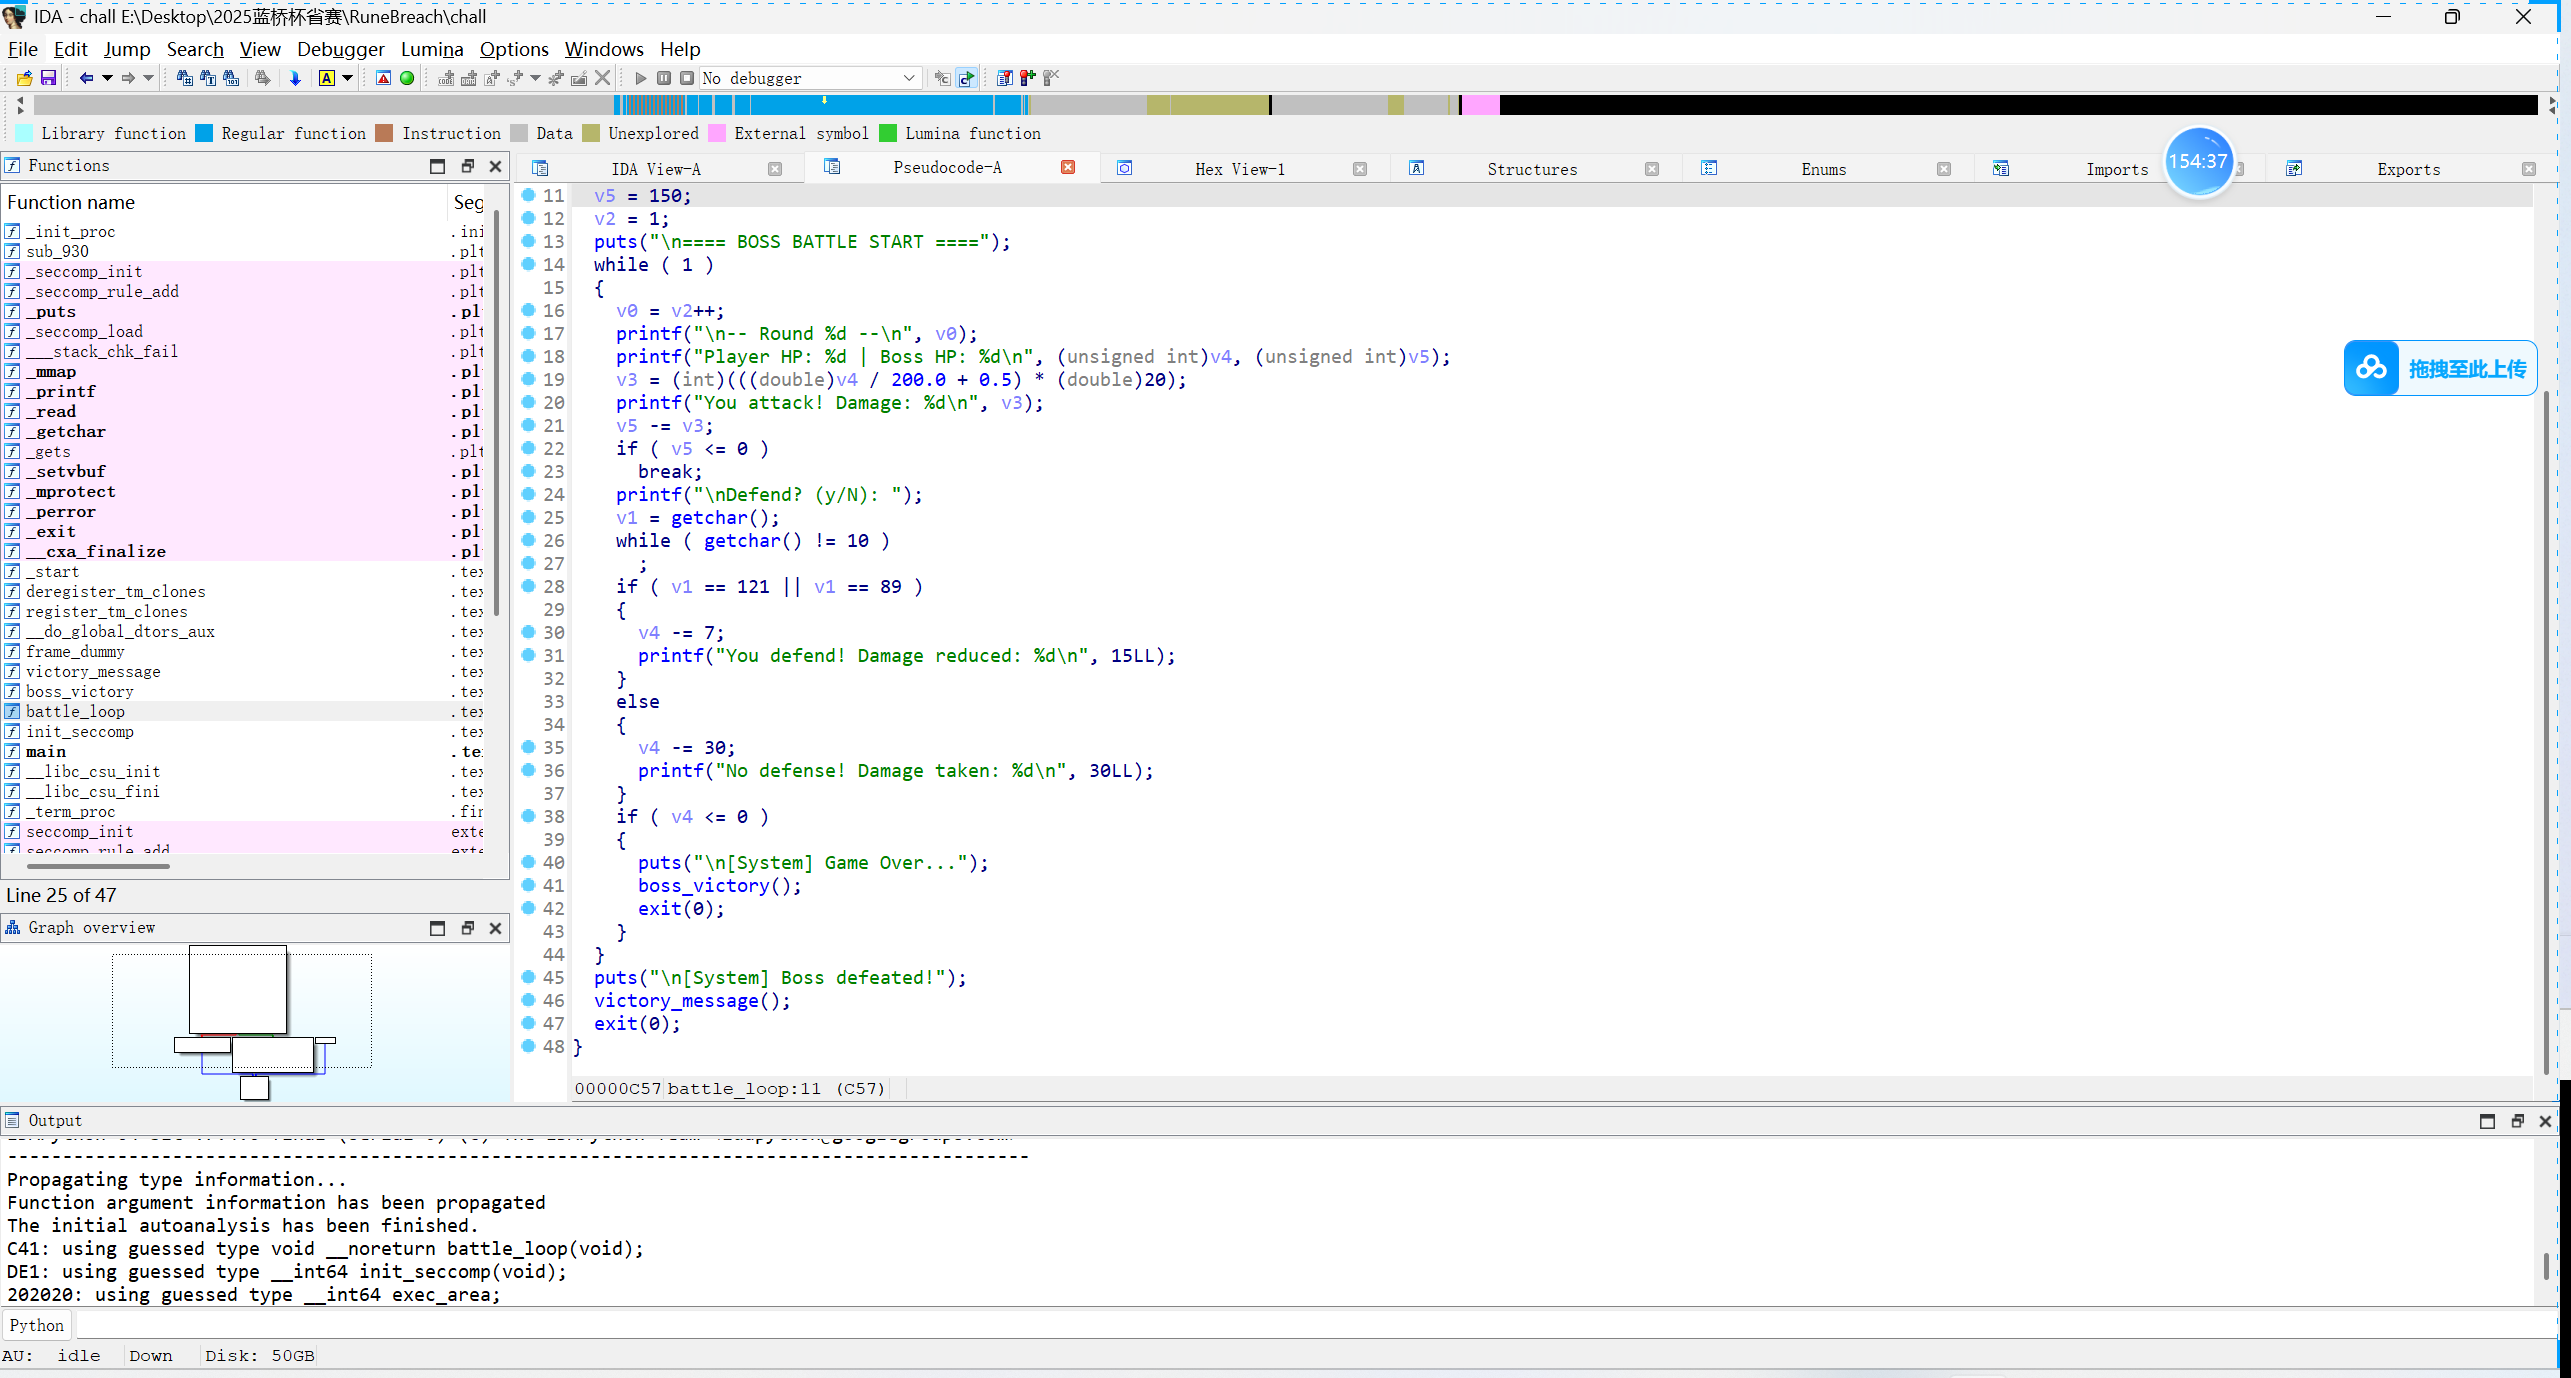 IDA - chall E:\Desktop\2025蓝桥杯省赛\RuneBreach\chall
File Edit Jump Search View Debugger Lumina Options Windows Help
No debugger
Library function Regular function Instruction Data Unexplored External symbol Lumina function
154:37
Functions
Function name Seg
_init_proc .ini
sub_930 .plt
_seccomp_init .plt
_seccomp_rule_add .plt
_puts .pl
_seccomp_load .plt
___stack_chk_fail .plt
_mmap .pl
_printf .pl
_read .pl
_getchar .pl
_gets .plt
_setvbuf .pl
_mprotect .pl
_perror .pl
_exit .pl
__cxa_finalize .pl
_start .tex
deregister_tm_clones .tex
register_tm_clones .tex
__do_global_dtors_aux .tex
frame_dummy .tex
victory_message .tex
boss_victory .tex
battle_loop .tex
init_seccomp .tex
main .te
__libc_csu_init .tex
__libc_csu_fini .tex
_term_proc .fin
seccomp_init exte
seccomp_rule_add exte
Line 25 of 47
Graph overview
IDA View-A Pseudocode-A Hex View-1 Structures Enums Imports Exports
11 v5 = 150;
12 v2 = 1;
13 puts("\n==== BOSS BATTLE START ====");
14 while ( 1 )
15 {
16 v0 = v2++;
17 printf("\n-- Round %d --\n", v0);
18 printf("Player HP: %d | Boss HP: %d\n", (unsigned int)v4, (unsigned int)v5);
19 v3 = (int)(((double)v4 / 200.0 + 0.5) * (double)20);
20 printf("You attack! Damage: %d\n", v3);
21 v5 -= v3;
22 if ( v5 <= 0 )
23 break;
24 printf("\nDefend? (y/N): ");
25 v1 = getchar();
26 while ( getchar() != 10 )
27 ;
28 if ( v1 == 121 || v1 == 89 )
29 {
30 v4 -= 7;
31 printf("You defend! Damage reduced: %d\n", 15LL);
32 }
33 else
34 {
35 v4 -= 30;
36 printf("No defense! Damage taken: %d\n", 30LL);
37 }
38 if ( v4 <= 0 )
39 {
40 puts("\n[System] Game Over...");
41 boss_victory();
42 exit(0);
43 }
44 }
45 puts("\n[System] Boss defeated!");
46 victory_message();
47 exit(0);
48 }
00000C57 battle_loop:11 (C57)
拖拽至此上传
Output
---------------------------------------------------------------------------------------------
Propagating type information...
Function argument information has been propagated
The initial autoanalysis has been finished.
C41: using guessed type void __noreturn battle_loop(void);
DE1: using guessed type __int64 init_seccomp(void);
202020: using guessed type __int64 exec_area;
Python
AU: idle Down Disk: 50GB